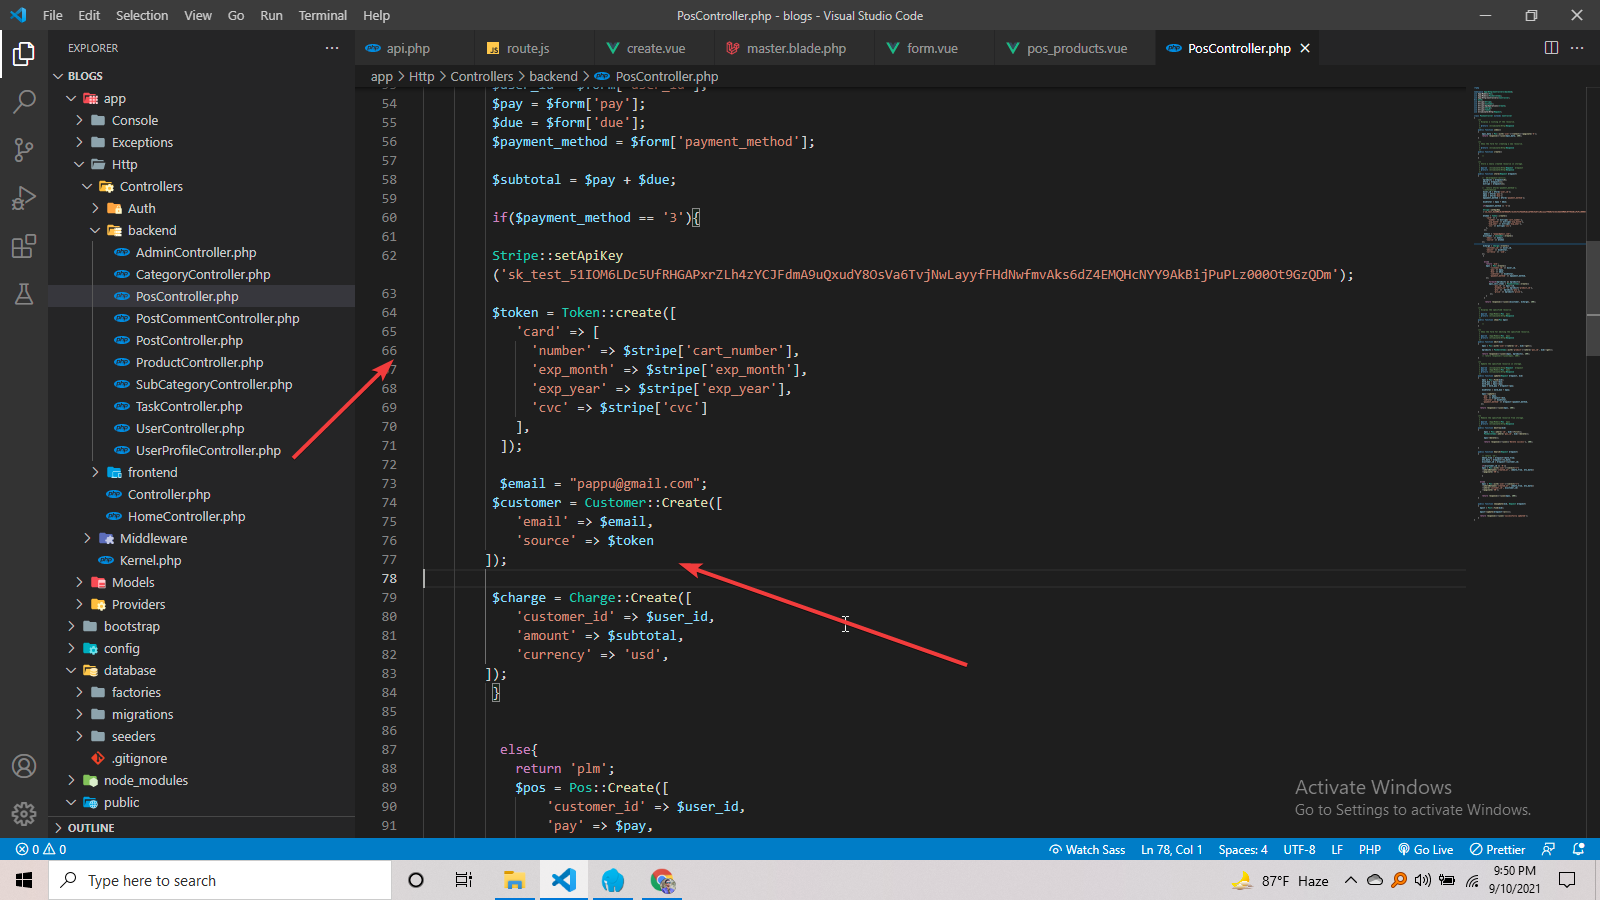 File Edit Selection View Go Run Terminal Help
PosController.php - blogs - Visual Studio Code
EXPLORER
BLOGS
app
Console
Exceptions
Http
Controllers
Auth
backend
AdminController.php
CategoryController.php
PosController.php
PostCommentController.php
PostController.php
ProductController.php
SubCategoryController.php
TaskController.php
UserController.php
UserProfileController.php
frontend
Controller.php
HomeController.php
Middleware
Kernel.php
Models
Providers
bootstrap
config
database
factories
migrations
seeders
.gitignore
node_modules
public
OUTLINE
api.php route.js create.vue master.blade.php form.vue pos_products.vue PosController.php
app > Http > Controllers > backend > PosController.php
54 $pay = $form['pay'];
55 $due = $form['due'];
56 $payment_method = $form['payment_method'];
57
58 $subtotal = $pay + $due;
59
60 if($payment_method == '3'){
61
62 Stripe::setApiKey
('sk_test_51IOM6LDc5UfRHGAPxrZLh4zYCJFdmA9uQxudY8OsVa6TvjNwLayyfFHdNwfmvAks6dZ4EMQHcNYY9AkBijPuPLz000Ot9GzQDm');
63
64 $token = Token::create([
65 'card' => [
66 'number' => $stripe['cart_number'],
67 'exp_month' => $stripe['exp_month'],
68 'exp_year' => $stripe['exp_year'],
69 'cvc' => $stripe['cvc']
70 ],
71 ]);
72
73 $email = "pappu@gmail.com";
74 $customer = Customer::Create([
75 'email' => $email,
76 'source' => $token
77 ]);
78
79 $charge = Charge::Create([
80 'customer_id' => $user_id,
81 'amount' => $subtotal,
82 'currency' => 'usd',
83 ]);
84 }
85
86
87 else{
88 return 'plm';
89 $pos = Pos::Create([
90 'customer_id' => $user_id,
91 'pay' => $pay,
Activate Windows
Go to Settings to activate Windows.
0 0 Watch Sass Ln 78, Col 1 Spaces: 4 UTF-8 LF PHP Go Live Prettier
Type here to search
87°F Haze
9:50 PM
9/10/2021